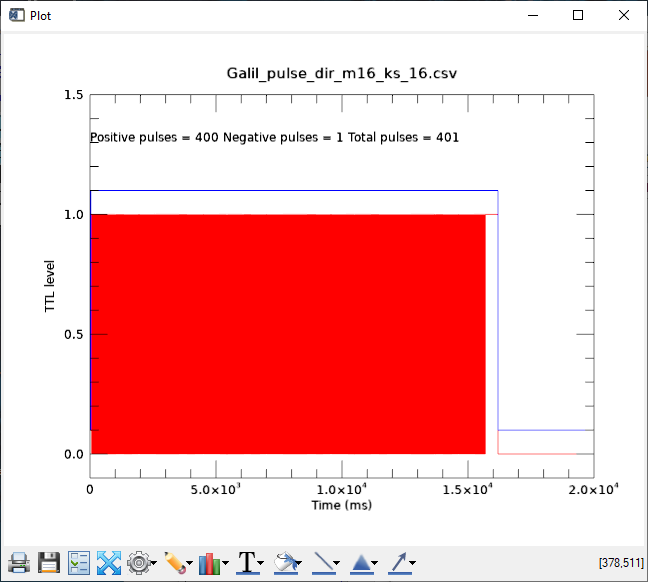 Plot
Galil_pulse_dir_m16_ks_16.csv
1.5
Positive pulses = 400 Negative pulses = 1 Total pulses = 401
1.0
TTL level
0.5
0.0
0 5.0×10³ 1.0×10⁴ 1.5×10⁴ 2.0×10⁴
Time (ms)
T
[378,511]